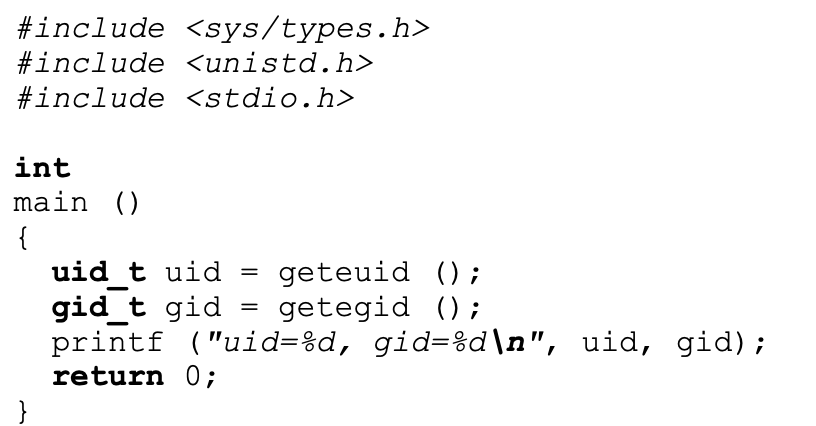 #include <sys/types.h>
#include <unistd.h>
#include <stdio.h>

int
main ()
{
  uid_t uid = geteuid ();
  gid_t gid = getegid ();
  printf ("uid=%d, gid=%d\n", uid, gid);
  return 0;
}